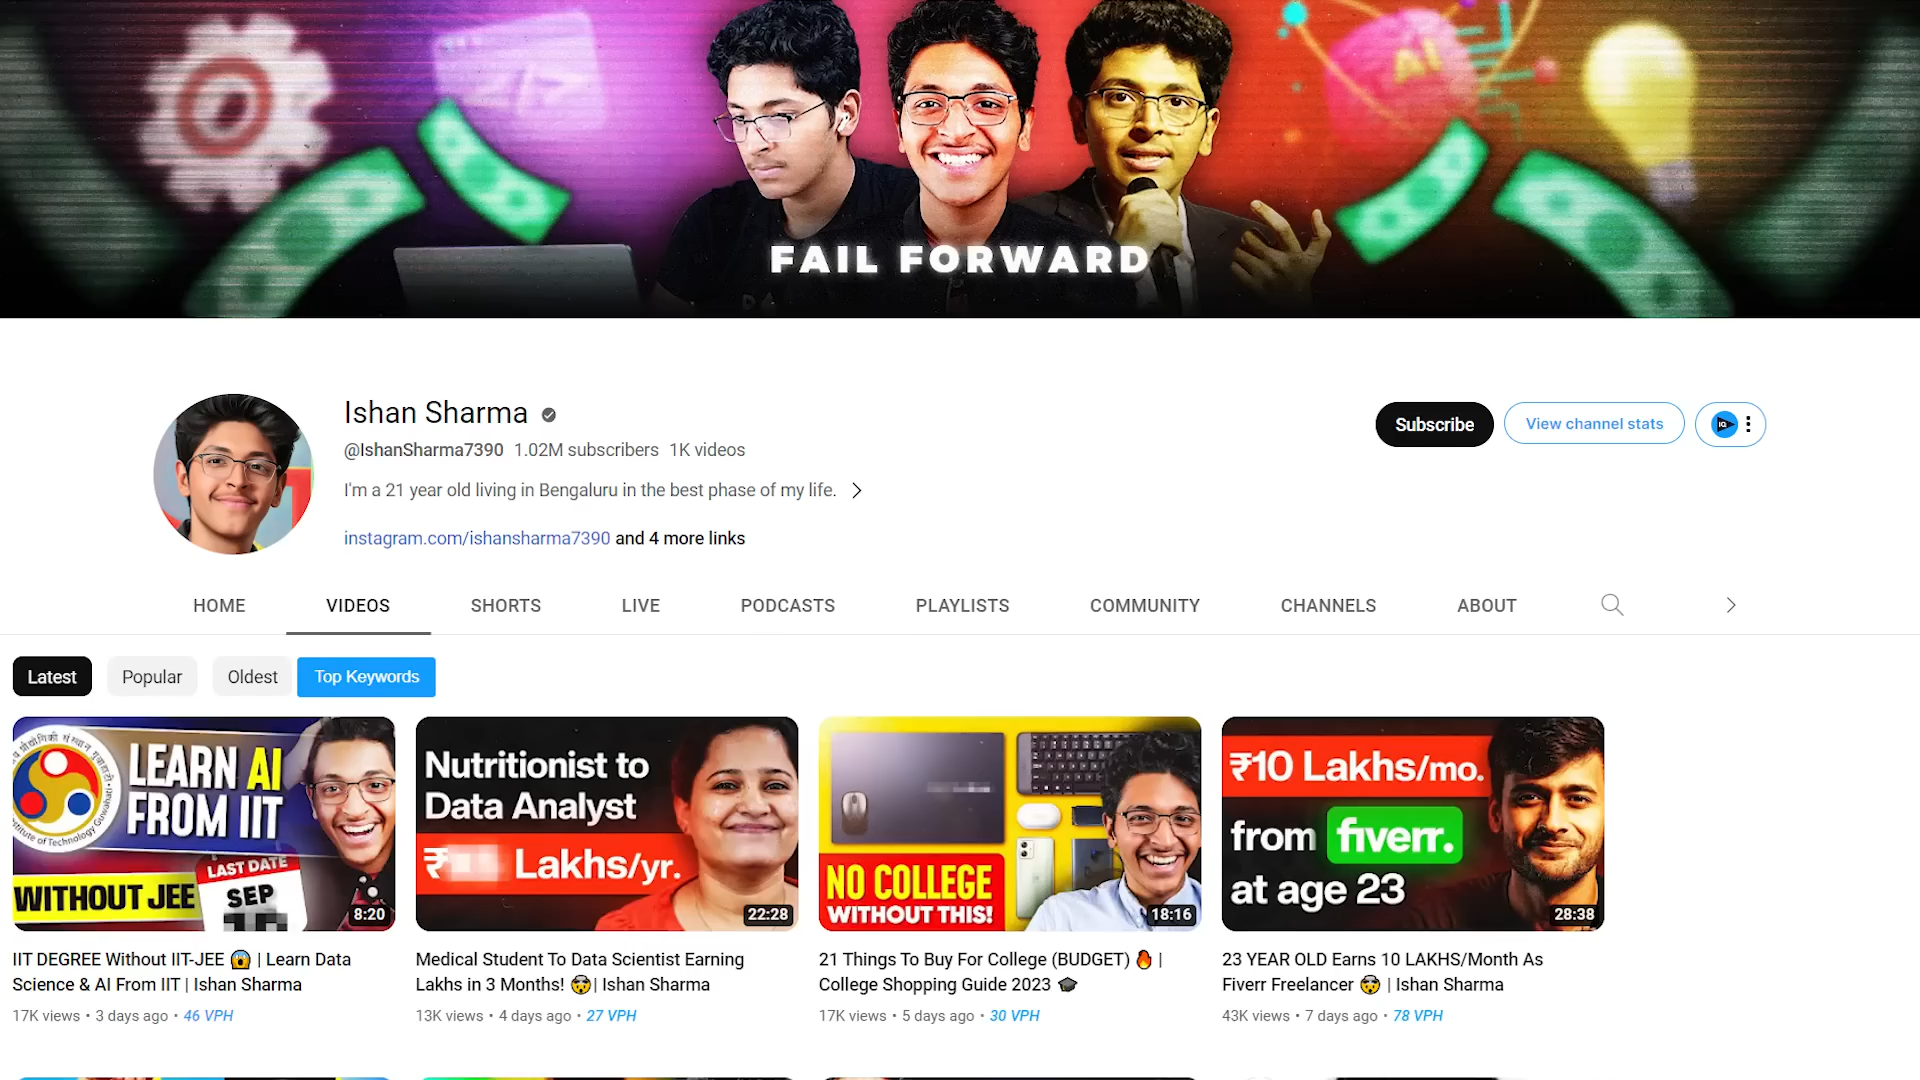 </>
AI
FAIL FORWARD
Ishan Sharma
@IshanSharma7390 1.02M subscribers 1K videos
I'm a 21 year old living in Bengaluru in the best phase of my life.
instagram.com/ishansharma7390 and 4 more links
Subscribe
View channel stats
IQ
HOME VIDEOS SHORTS LIVE PODCASTS PLAYLISTS COMMUNITY CHANNELS ABOUT
Latest Popular Oldest Top Keywords
LEARN AI
FROM IIT
WITHOUT JEE
LAST DATE
SEP
8:20
Nutritionist to
Data Analyst
₹ Lakhs/yr.
22:28
NO COLLEGE
WITHOUT THIS!
18:16
₹10 Lakhs/mo.
from fiverr.
at age 23
28:38
IIT DEGREE Without IIT-JEE 😱 | Learn Data
Science & AI From IIT | Ishan Sharma
17K views • 3 days ago • 46 VPH
Medical Student To Data Scientist Earning
Lakhs in 3 Months! 🤯| Ishan Sharma
13K views • 4 days ago • 27 VPH
21 Things To Buy For College (BUDGET) 🔥 |
College Shopping Guide 2023 🎓
17K views • 5 days ago • 30 VPH
23 YEAR OLD Earns 10 LAKHS/Month As
Fiverr Freelancer 🤯 | Ishan Sharma
43K views • 7 days ago • 78 VPH